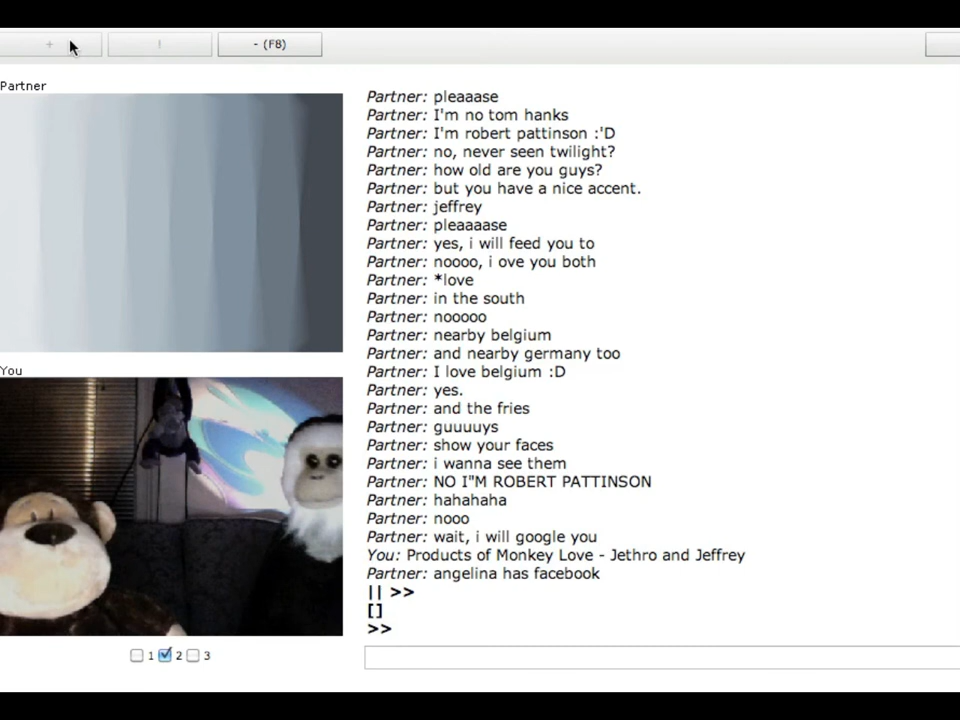 + ! - (F8)
Partner
Partner: pleaaase
Partner: I'm no tom hanks
Partner: I'm robert pattinson :'D
Partner: no, never seen twilight?
Partner: how old are you guys?
Partner: but you have a nice accent.
Partner: jeffrey
Partner: pleaaaase
Partner: yes, i will feed you to
Partner: noooo, i ove you both
Partner: *love
Partner: in the south
Partner: nooooo
Partner: nearby belgium
Partner: and nearby germany too
Partner: I love belgium :D
Partner: yes.
Partner: and the fries
Partner: guuuuys
Partner: show your faces
Partner: i wanna see them
Partner: NO I"M ROBERT PATTINSON
Partner: hahahaha
Partner: nooo
Partner: wait, i will google you
You: Products of Monkey Love - Jethro and Jeffrey
Partner: angelina has facebook
|| >>
[]
>>
You
1 2 3